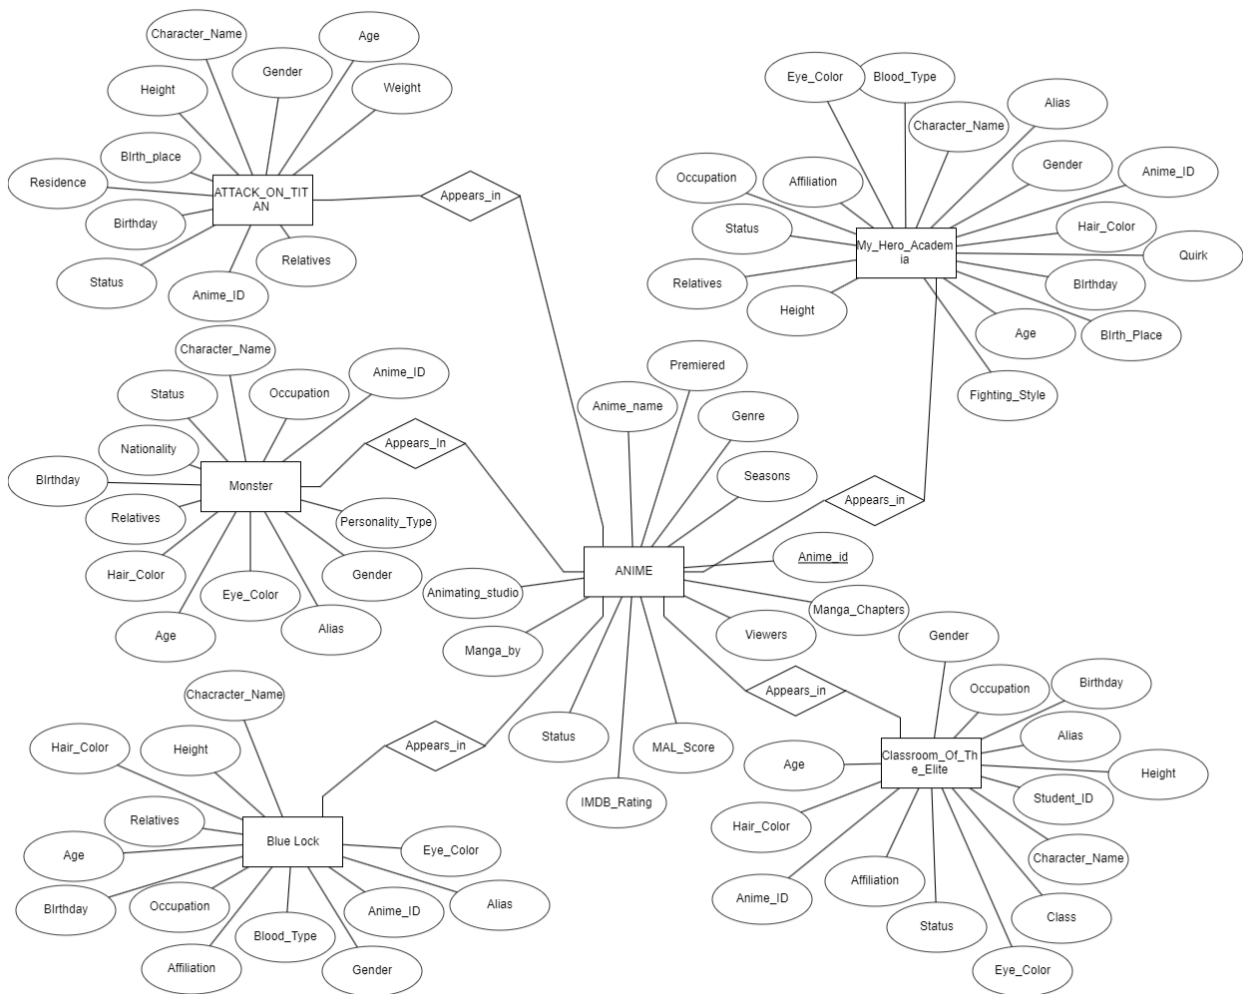 Character_Name
Age
Gender
Height
Weight
BIrth_place
Residence
ATTACK_ON_TIT
AN
Birthday
Status
Relatives
Anime_ID
Appears_in
Eye_Color
Blood_Type
Alias
Character_Name
Gender
Anime_ID
Occupation
Affiliation
Status
Hair_Color
My_Hero_Academ
ia
Quirk
Relatives
BIrthday
Height
Age
BIrth_Place
Fighting_Style
Character_Name
Anime_ID
Status
Occupation
Nationality
Appears_In
BIrthday
Monster
Relatives
Personality_Type
Hair_Color
Eye_Color
Gender
Age
Alias
Premiered
Anime_name
Genre
Seasons
Appears_in
Anime_id
ANIME
Animating_studio
Manga_Chapters
Manga_by
Viewers
Status
MAL_Score
IMDB_Rating
Appears_in
Appears_in
Chacracter_Name
Hair_Color
Height
Relatives
Blue Lock
Age
Eye_Color
BIrthday
Occupation
Anime_ID
Alias
Blood_Type
Affiliation
Gender
Gender
Occupation
Birthday
Alias
Age
Classroom_Of_Th
e_Elite
Height
Student_ID
Hair_Color
Character_Name
Anime_ID
Affiliation
Class
Status
Eye_Color